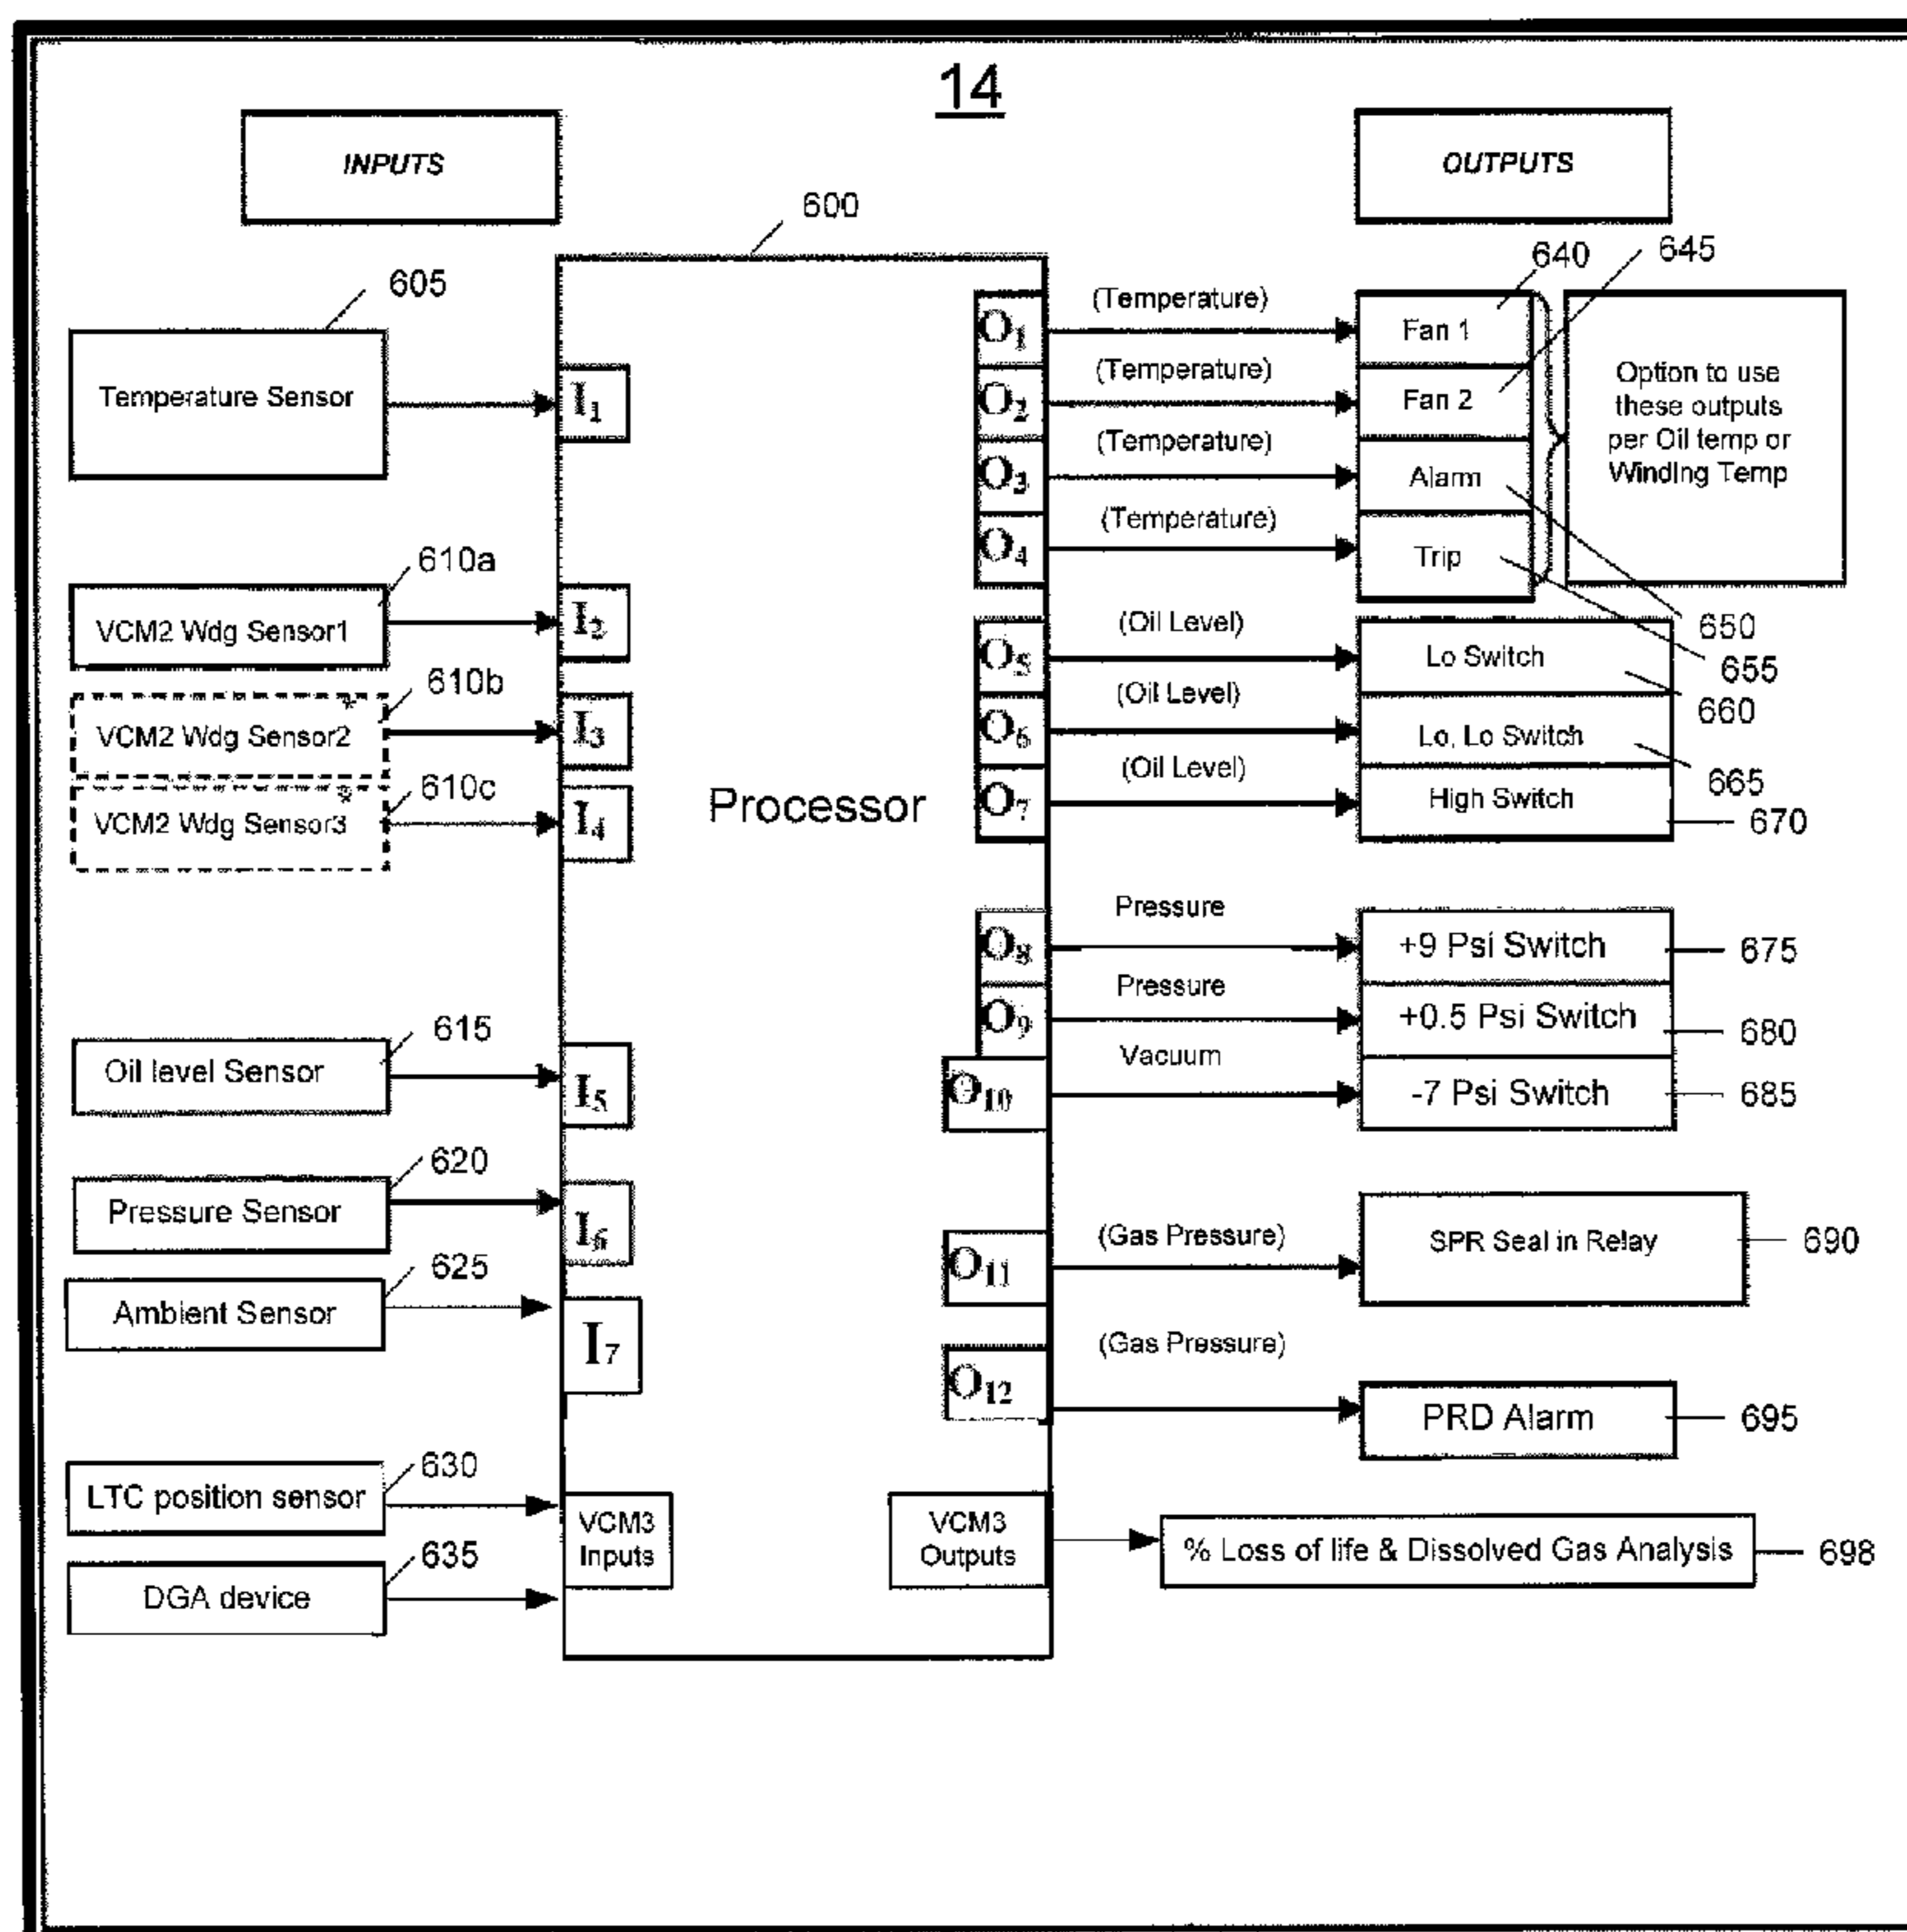 14
INPUTS
OUTPUTS
600
605
Temperature Sensor
I1
610a
VCM2 Wdg Sensor1
I2
610b
*
VCM2 Wdg Sensor2
I3
610c
*
VCM2 Wdg Sensor3
I4
Processor
615
Oil level Sensor
I5
620
Pressure Sensor
I6
625
Ambient Sensor
I7
630
LTC position sensor
635
DGA device
VCM3
Inputs
O1
(Temperature)
Fan 1
640
O2
(Temperature)
Fan 2
645
O3
(Temperature)
Alarm
650
O4
(Temperature)
Trip
655
Option to use
these outputs
per Oil temp or
Winding Temp
O5
(Oil Level)
Lo Switch
660
O6
(Oil Level)
Lo, Lo Switch
665
O7
(Oil Level)
High Switch
670
O8
Pressure
+9 Psi Switch
675
O9
Pressure
+0.5 Psi Switch
680
O10
Vacuum
-7 Psi Switch
685
O11
(Gas Pressure)
SPR Seal in Relay
690
O12
(Gas Pressure)
PRD Alarm
695
VCM3
Outputs
% Loss of life & Dissolved Gas Analysis
698